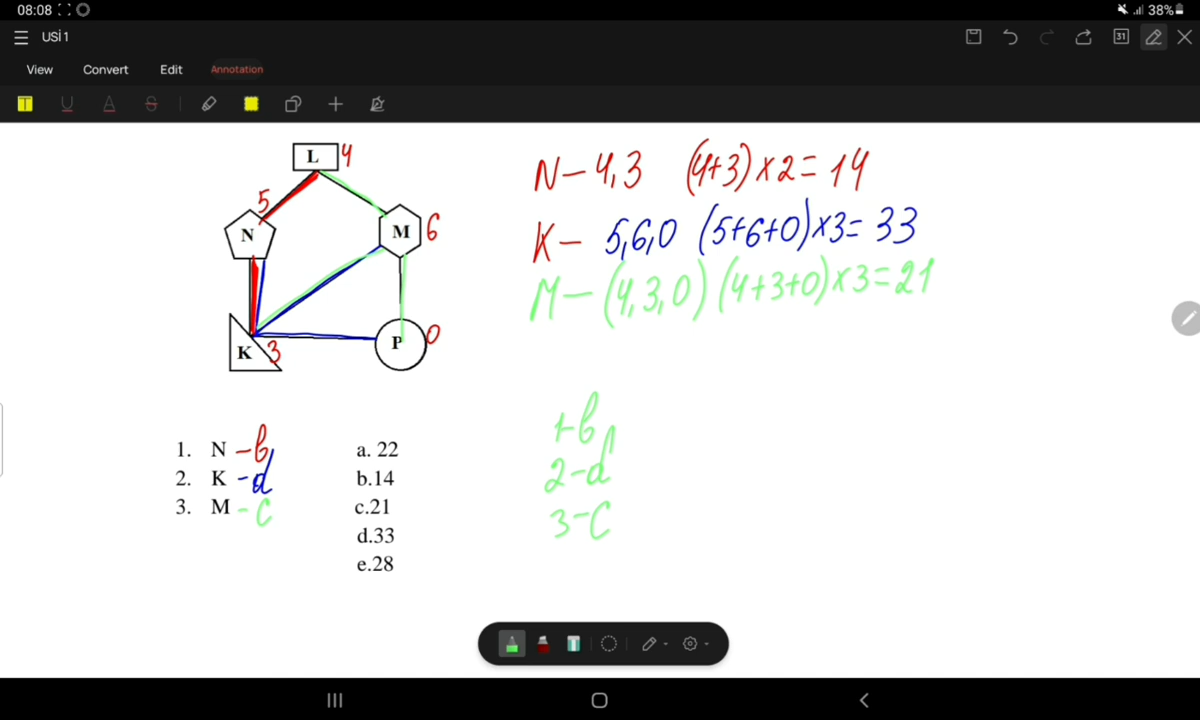 08:08 38%
USİ 1
31
View Convert Edit Annotation
T U A S
L 4
5
N M 6
K 3 P 0
N-4,3 (4+3)x2=14
K- 5,6,0 (5+6+0)x3=33
M-(4,3,0) (4+3+0)x3=21
1. N -b a. 22
2. K -d b.14
3. M -c c.21
d.33
e.28
1-b
2-d
3-c